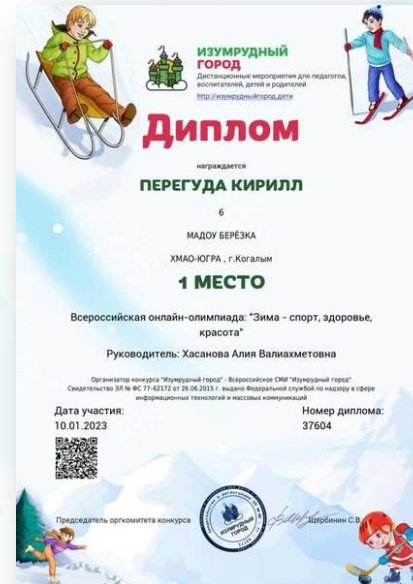 ИЗУМРУДНЫЙ
ГОРОД
Дистанционные мероприятия для педагогов,
воспитателей, детей и родителей
http://изумрудныйгород.дети
Диплом
награждается
ПЕРЕГУДА КИРИЛЛ
6
МАДОУ БЕРЁЗКА
ХМАО-ЮГРА , г.Когалым
1 МЕСТО
Всероссийская онлайн-олимпиада: "Зима - спорт, здоровье,
красота"
Руководитель: Хасанова Алия Валиахметовна
Организатор конкурса "Изумрудный город" - Всероссийское СМИ "Изумрудный город"
Свидетельство ЭЛ № ФС 77-62172 от 26.06.2015 г. выдано Федеральной службой по надзору в сфере
информационных технологий и массовых коммуникаций
Дата участия:
10.01.2023
Номер диплома:
37604
Председатель оргкомитета конкурса
ИЗУМРУДНЫЙ
ГОРОД
Щербинин С.В.